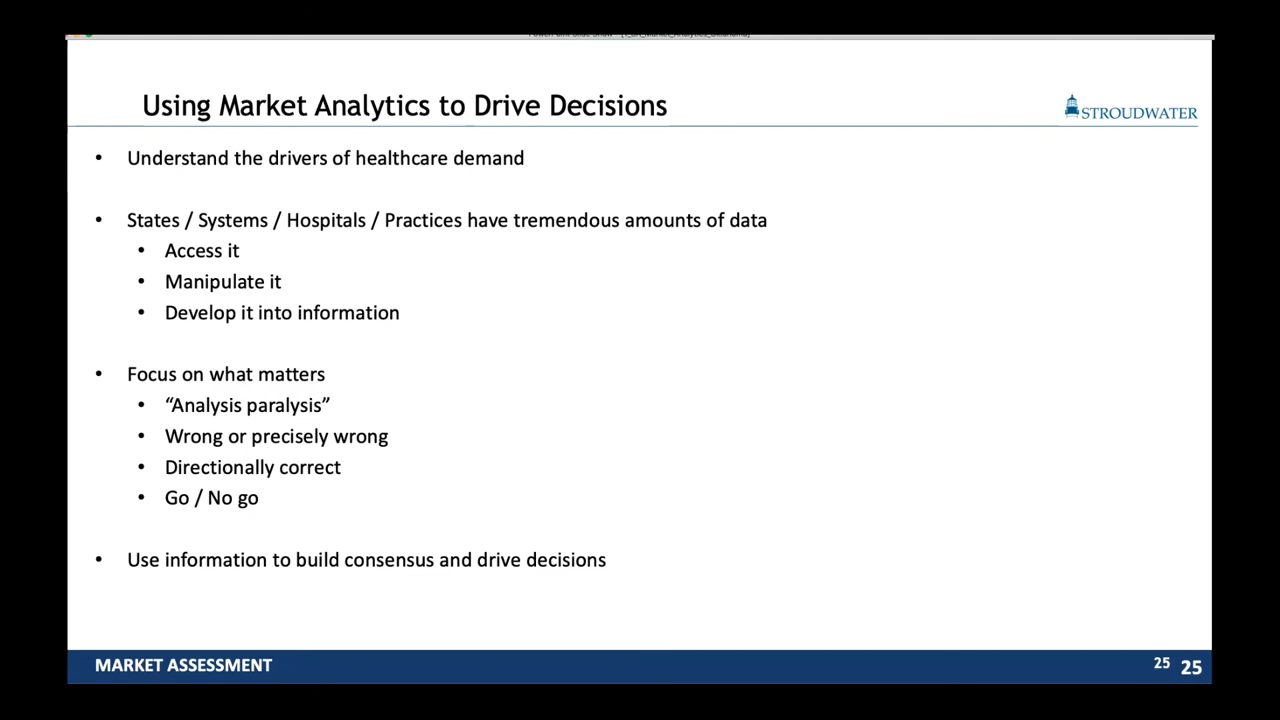 Using Market Analytics to Drive Decisions
STROUDWATER
• Understand the drivers of healthcare demand
• States / Systems / Hospitals / Practices have tremendous amounts of data
• Access it
• Manipulate it
• Develop it into information
• Focus on what matters
• “Analysis paralysis”
• Wrong or precisely wrong
• Directionally correct
• Go / No go
• Use information to build consensus and drive decisions
MARKET ASSESSMENT
25 25